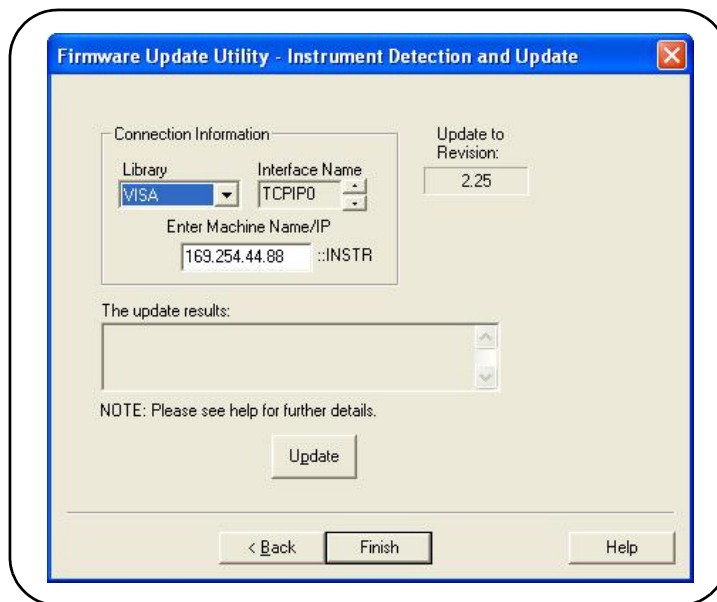 Firmware Update Utility - Instrument Detection and Update
Connection Information
Library
Interface Name
VISA
TCPIP0
Enter Machine Name/IP
169.254.44.88 ::INSTR
Update to
Revision:
2.25
The update results:
NOTE: Please see help for further details.
Update
< Back
Finish
Help